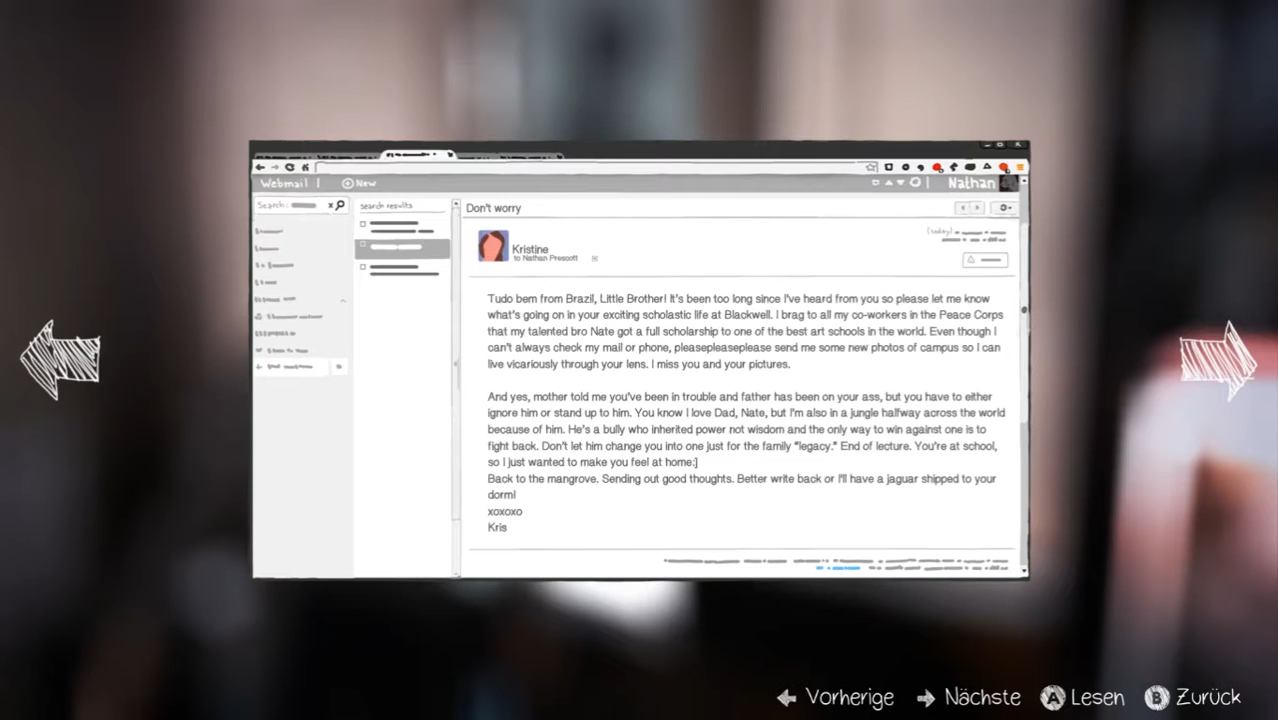 Webmail
New
Nathan
Search:
search results
Don't worry
(today)
Kristine
to Nathan Prescott
Tudo bem from Brazil, Little Brother! It's been too long since I've heard from you so please let me know
what's going on in your exciting scholastic life at Blackwell. I brag to all my co-workers in the Peace Corps
that my talented bro Nate got a full scholarship to one of the best art schools in the world. Even though I
can't always check my mail or phone, pleasepleaseplease send me some new photos of campus so I can
live vicariously through your lens. I miss you and your pictures.
And yes, mother told me you've been in trouble and father has been on your ass, but you have to either
ignore him or stand up to him. You know I love Dad, Nate, but I'm also in a jungle halfway across the world
because of him. He's a bully who inherited power not wisdom and the only way to win against one is to
fight back. Don't let him change you into one just for the family "legacy." End of lecture. You're at school,
so I just wanted to make you feel at home:]
Back to the mangrove. Sending out good thoughts. Better write back or I'll have a jaguar shipped to your
dorm!
xoxoxo
Kris
Vorherige Nächste A Lesen B Zurück